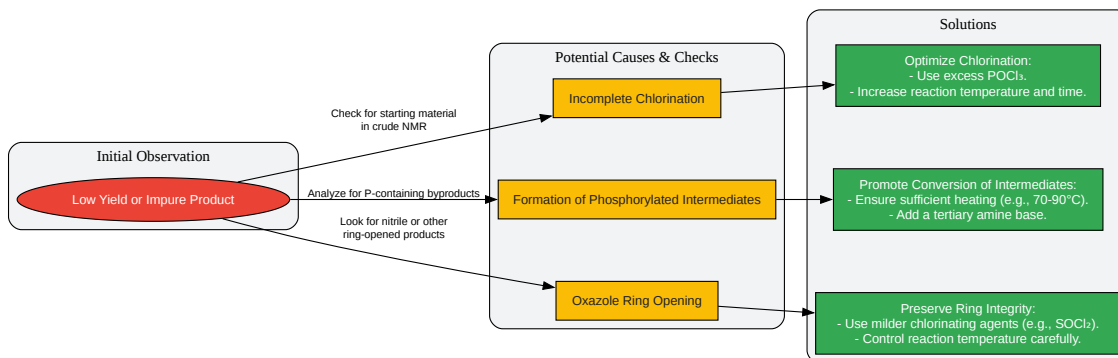 Initial Observation
Low Yield or Impure Product
Check for starting material
in crude NMR
Analyze for P-containing byproducts
Look for nitrile or other
ring-opened products
Potential Causes & Checks
Incomplete Chlorination
Formation of Phosphorylated Intermediates
Oxazole Ring Opening
Solutions
Optimize Chlorination:
- Use excess POCl₃.
- Increase reaction temperature and time.
Promote Conversion of Intermediates:
- Ensure sufficient heating (e.g., 70-90°C).
- Add a tertiary amine base.
Preserve Ring Integrity:
- Use milder chlorinating agents (e.g., SOCl₂).
- Control reaction temperature carefully.